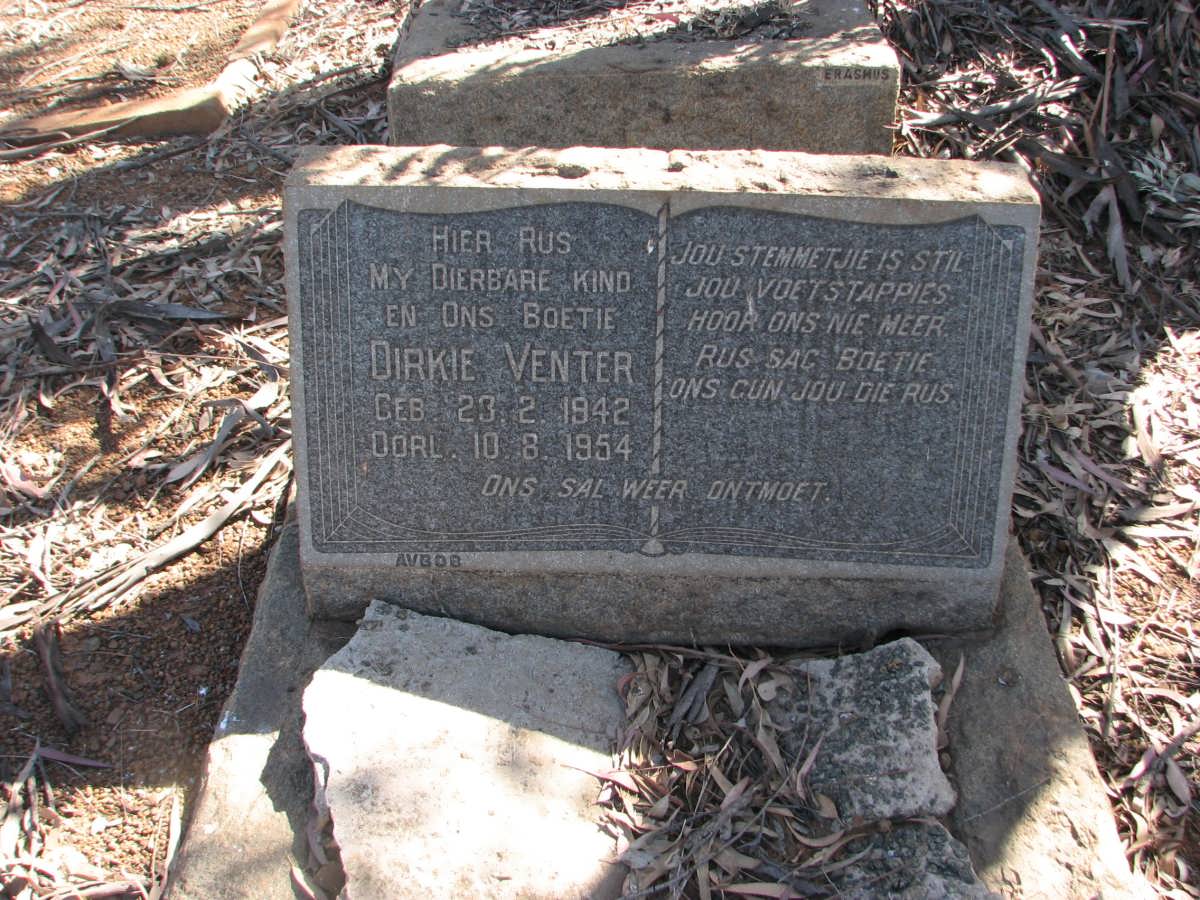 ERASMUS
HIER RUS
MY DIERBARE KIND
EN ONS BOETIE
DIRKIE VENTER
GEB. 23. 2. 1942
OORL. 10. 8. 1954
JOU STEMMETJIE IS STIL
JOU VOETSTAPPIES
HOOR ONS NIE MEER
RUS SAG BOETIE
ONS GUN JOU DIE RUS.
ONS SAL WEER ONTMOET.
AVBOB